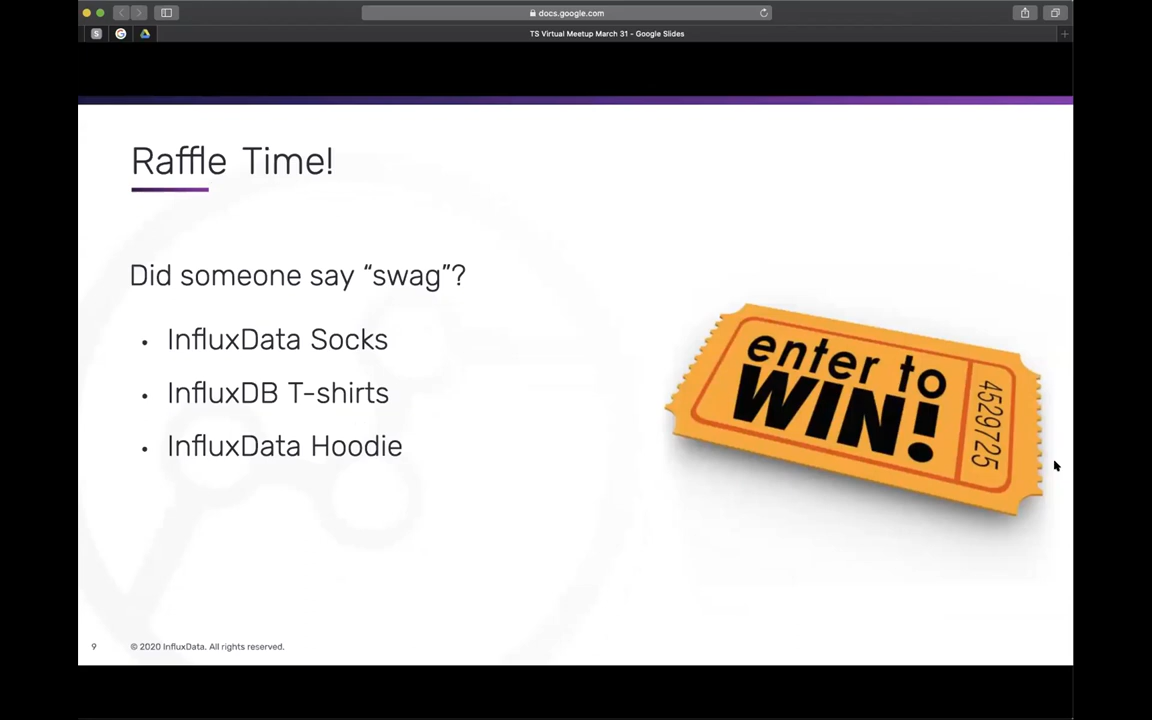 docs.google.com
S
TS Virtual Meetup March 31 - Google Slides
Raffle Time!
Did someone say “swag”?
• InfluxData Socks
• InfluxDB T-shirts
• InfluxData Hoodie
enter to
WIN!
4529725
9
© 2020 InfluxData. All rights reserved.